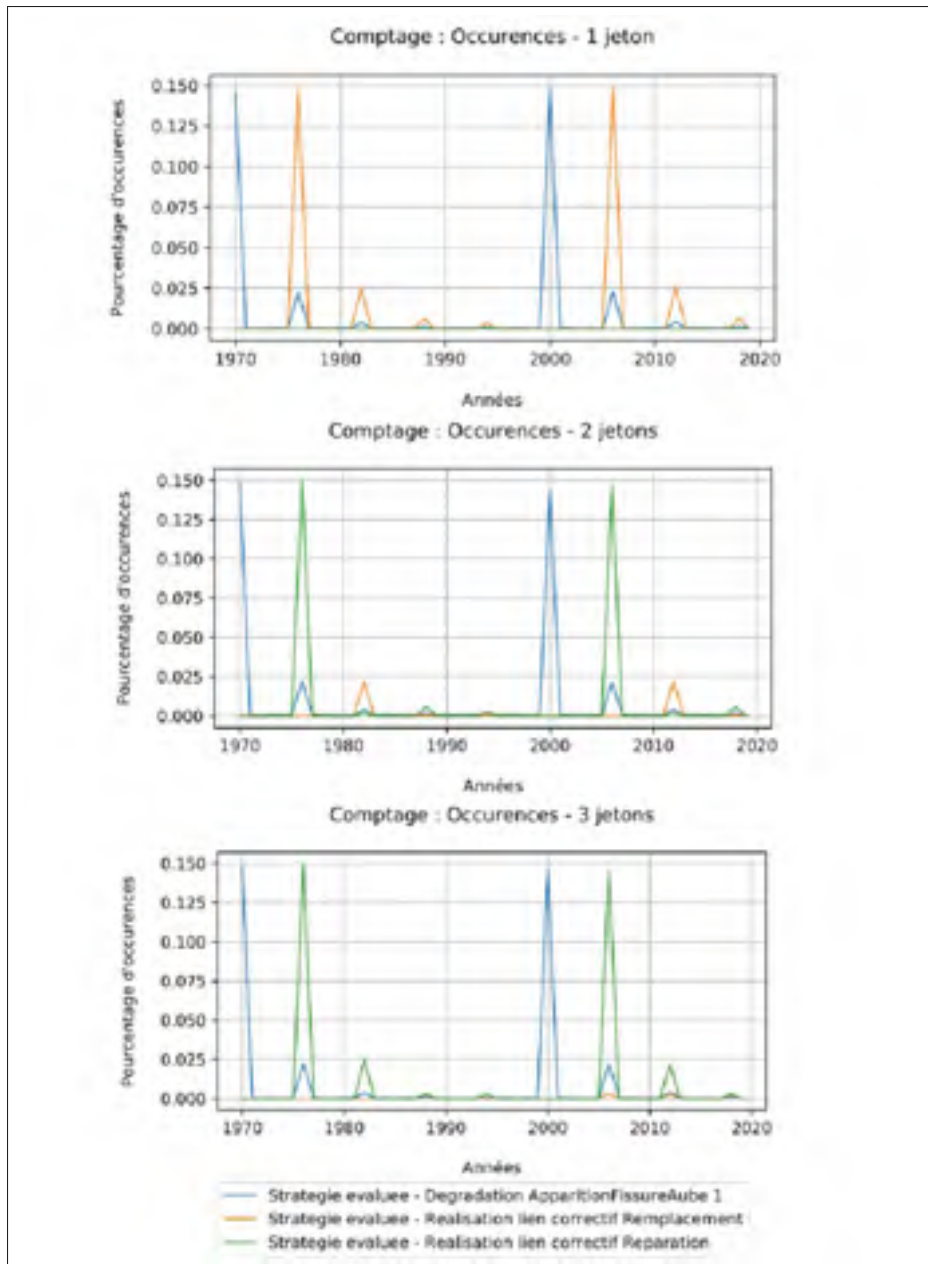 Comptage : Occurences - 1 jeton
Pourcentage d'occurences
0.150
0.125
0.100
0.075
0.050
0.025
0.000
1970 1980 1990 2000 2010 2020
Années
Comptage : Occurences - 2 jetons
Pourcentage d'occurences
0.150
0.125
0.100
0.075
0.050
0.025
0.000
1970 1980 1990 2000 2010 2020
Années
Comptage : Occurences - 3 jetons
Pourcentage d'occurences
0.150
0.125
0.100
0.075
0.050
0.025
0.000
1970 1980 1990 2000 2010 2020
Années
Strategie evaluee - Degradation ApparitionFissureAube 1
Strategie evaluee - Realisation lien correctif Remplacement
Strategie evaluee - Realisation lien correctif Reparation